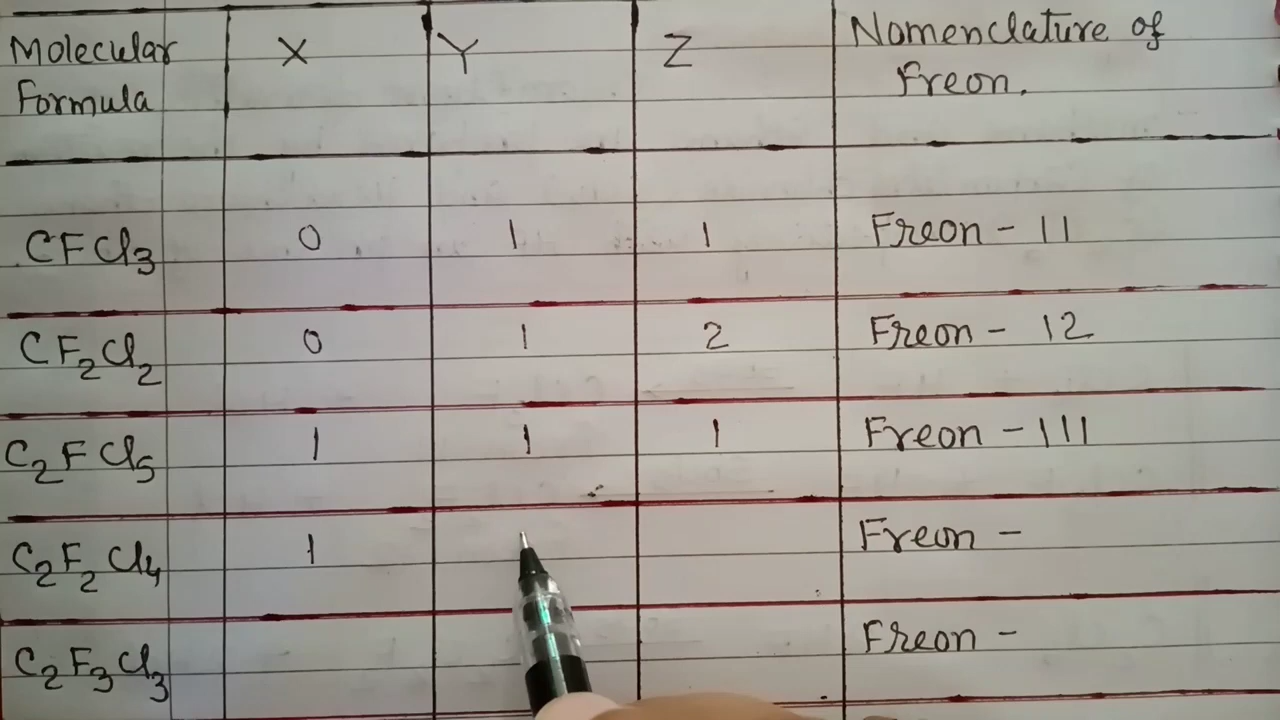 Molecular Formula X Y Z Nomenclature of Freon.
CFCl₃ 0 1 1 Freon - 11
CF₂Cl₂ 0 1 2 Freon - 12
C₂FCl₅ 1 1 1 Freon - 111
C₂F₂Cl₄ 1 Freon -
C₂F₃Cl₃ Freon -